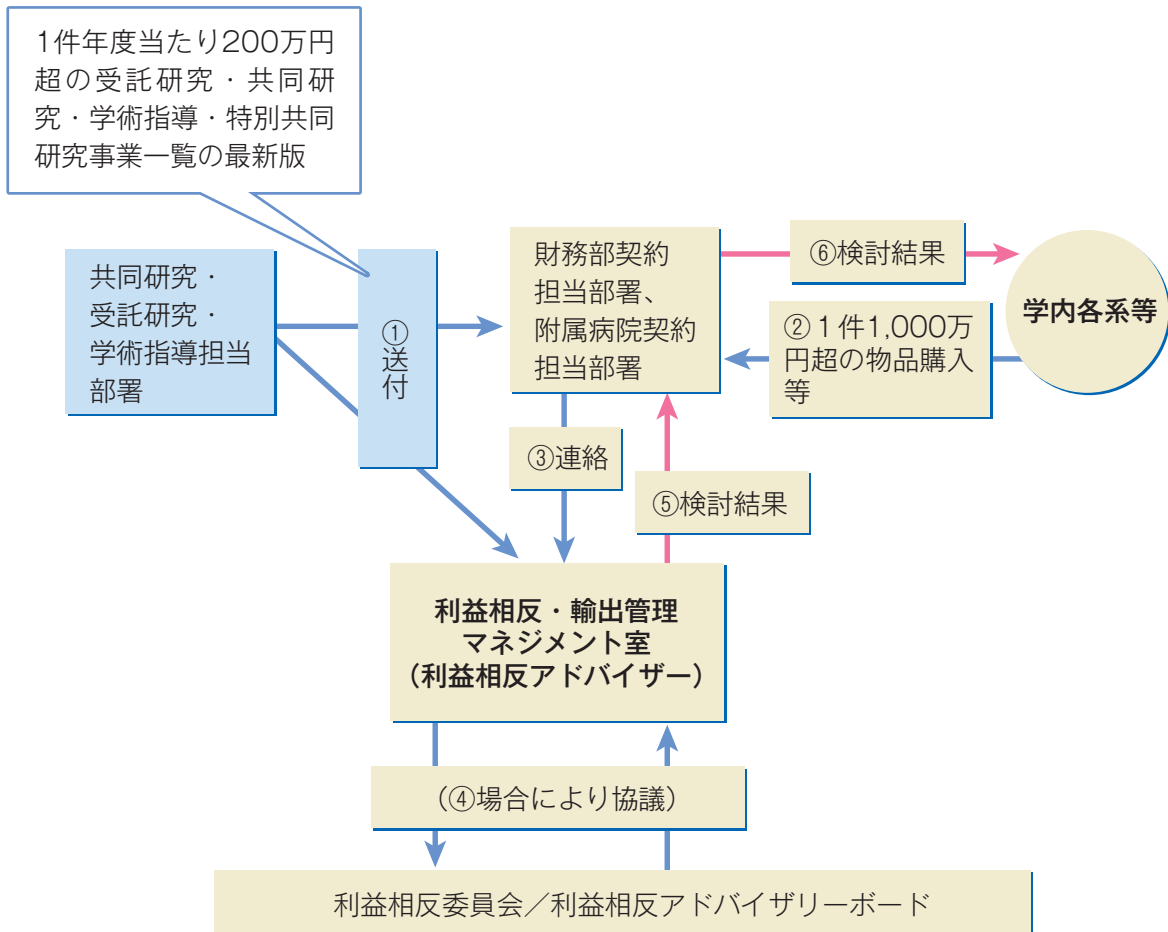 1件年度当たり200万円
超の受託研究・共同研
究・学術指導・特別共同
研究事業一覧の最新版
共同研究・
受託研究・
学術指導担当
部署
①送付
財務部契約
担当部署、
附属病院契約
担当部署
⑥検討結果
学内各系等
②1件1,000万
円超の物品購入
等
③連絡
⑤検討結果
利益相反・輸出管理
マネジメント室
（利益相反アドバイザー）
（④場合により協議）
利益相反委員会／利益相反アドバイザリーボード